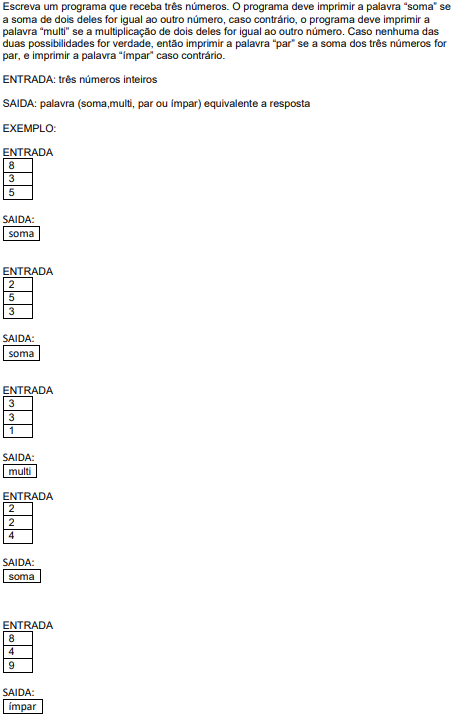 Escreva um programa que receba três números. O programa deve imprimir a palavra “soma” se
a soma de dois deles for igual ao outro número, caso contrário, o programa deve imprimir a
palavra “multi” se a multiplicação de dois deles for igual ao outro número. Caso nenhuma das
duas possibilidades for verdade, então imprimir a palavra “par” se a soma dos três números for
par, e imprimir a palavra “ímpar” caso contrário.
ENTRADA: três números inteiros
SAIDA: palavra (soma,multi, par ou ímpar) equivalente a resposta
EXEMPLO:
ENTRADA
8
3
5
SAIDA:
soma
ENTRADA
2
5
3
SAIDA:
soma
ENTRADA
3
3
1
SAIDA:
multi
ENTRADA
2
2
4
SAIDA:
soma
ENTRADA
8
4
9
SAIDA:
ímpar